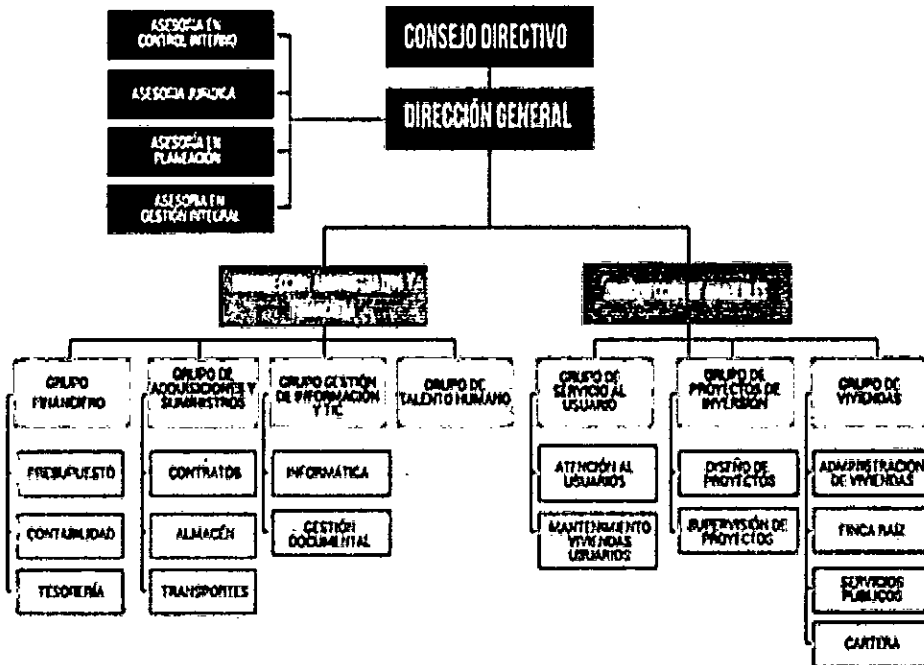 ASESORÍA EN
CONTROL INTERNO
ASESORÍA JURÍDICA
ASESORÍA EN
PLANEACIÓN
ASESORÍA EN
GESTIÓN INTEGRAL
CONSEJO DIRECTIVO
DIRECCIÓN GENERAL
GRUPO
FINANCIERO
PRESUPUESTO
CONTABILIDAD
TESORERÍA
GRUPO DE
ADQUISICIONES Y
SUMINISTROS
CONTRATOS
ALMACÉN
TRANSPORTES
GRUPO GESTIÓN
DE INFORMACIÓN
Y TIC
INFORMÁTICA
GESTIÓN
DOCUMENTAL
GRUPO DE
TALENTO HUMANO
GRUPO DE
SERVICIO AL
USUARIO
ATENCIÓN AL
USUARIOS
MANTENIMIENTO
VIVIENDAS
USUARIOS
GRUPO DE
PROYECTOS DE
INVERSIÓN
DISEÑO DE
PROYECTOS
SUPERVISIÓN DE
PROYECTOS
GRUPO DE
VIVIENDAS
ADMINISTRACIÓN
DE VIVIENDAS
FINCA RAÍZ
SERVICIOS
PÚBLICOS
CARTERA